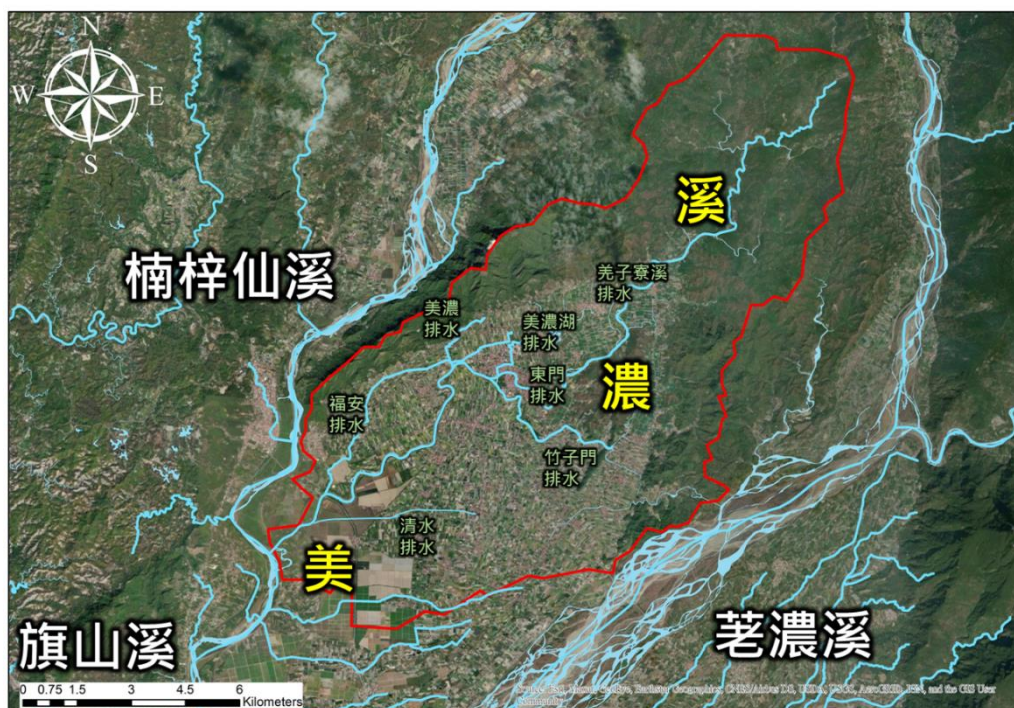 N
W
E
S
溪
楠梓仙溪
羌子寮溪
排水
美濃
排水
美濃湖
排水
東門
排水
濃
福安
排水
竹子門
排水
清水
排水
美
旗山溪
荖濃溪
0 0.75 1.5 3 4.5 6
Kilometers